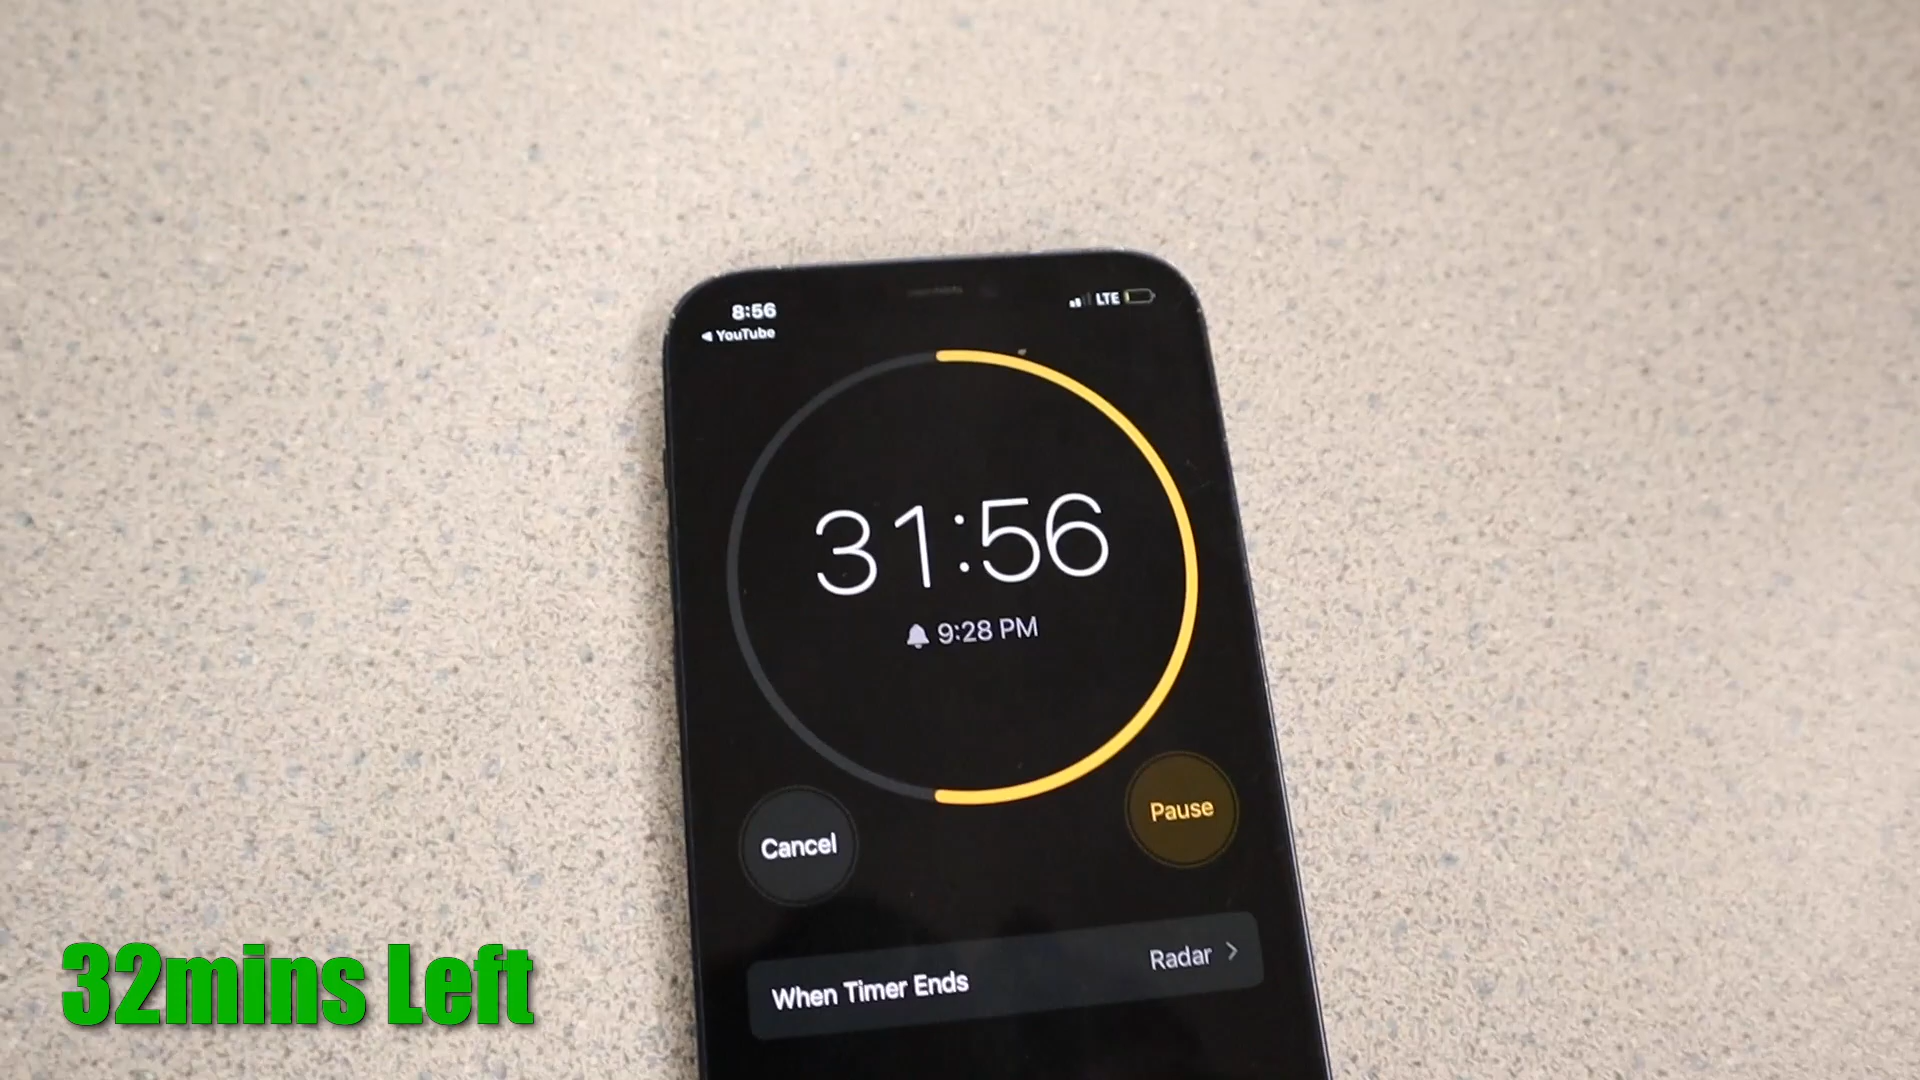 8:56
LTE
◀ YouTube
31:56
9:28 PM
Cancel
Pause
When Timer Ends
Radar >
32mins Left